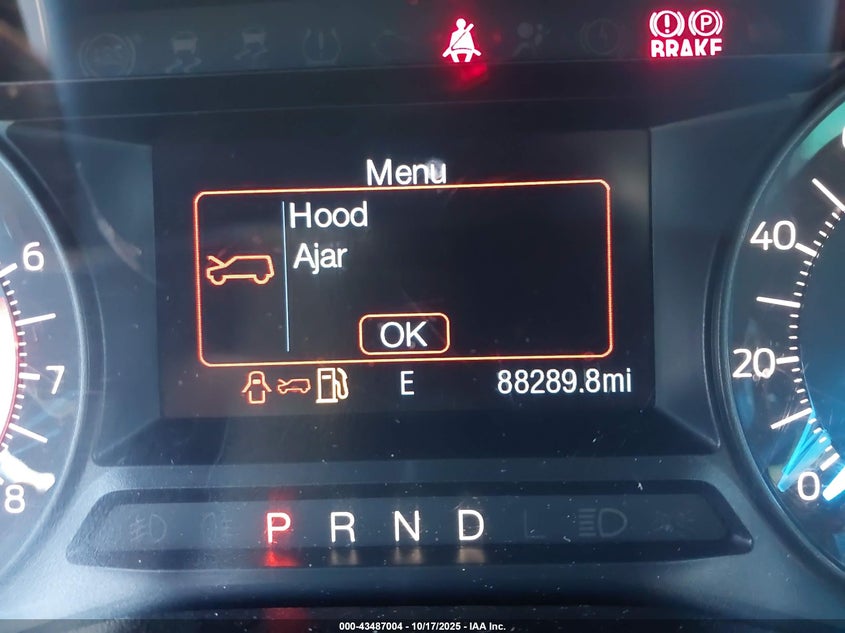 BRAKE
Menu
Hood
Ajar
OK
E 88289.8mi
6
7
8
40
20
0
P R N D L
000-43487004 • 10/17/2025 • IAA Inc.